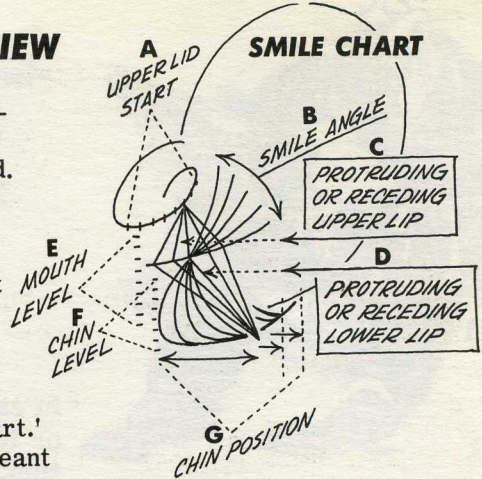 IEW
SMILE CHART
A
UPPER LID
START
B
SMILE ANGLE
C
PROTRUDING
OR RECEDING
UPPER LIP
d.
E
MOUTH
LEVEL
D
PROTRUDING
OR RECEDING
LOWER LIP
F
CHIN
LEVEL
G
CHIN POSITION
rt.'
eant